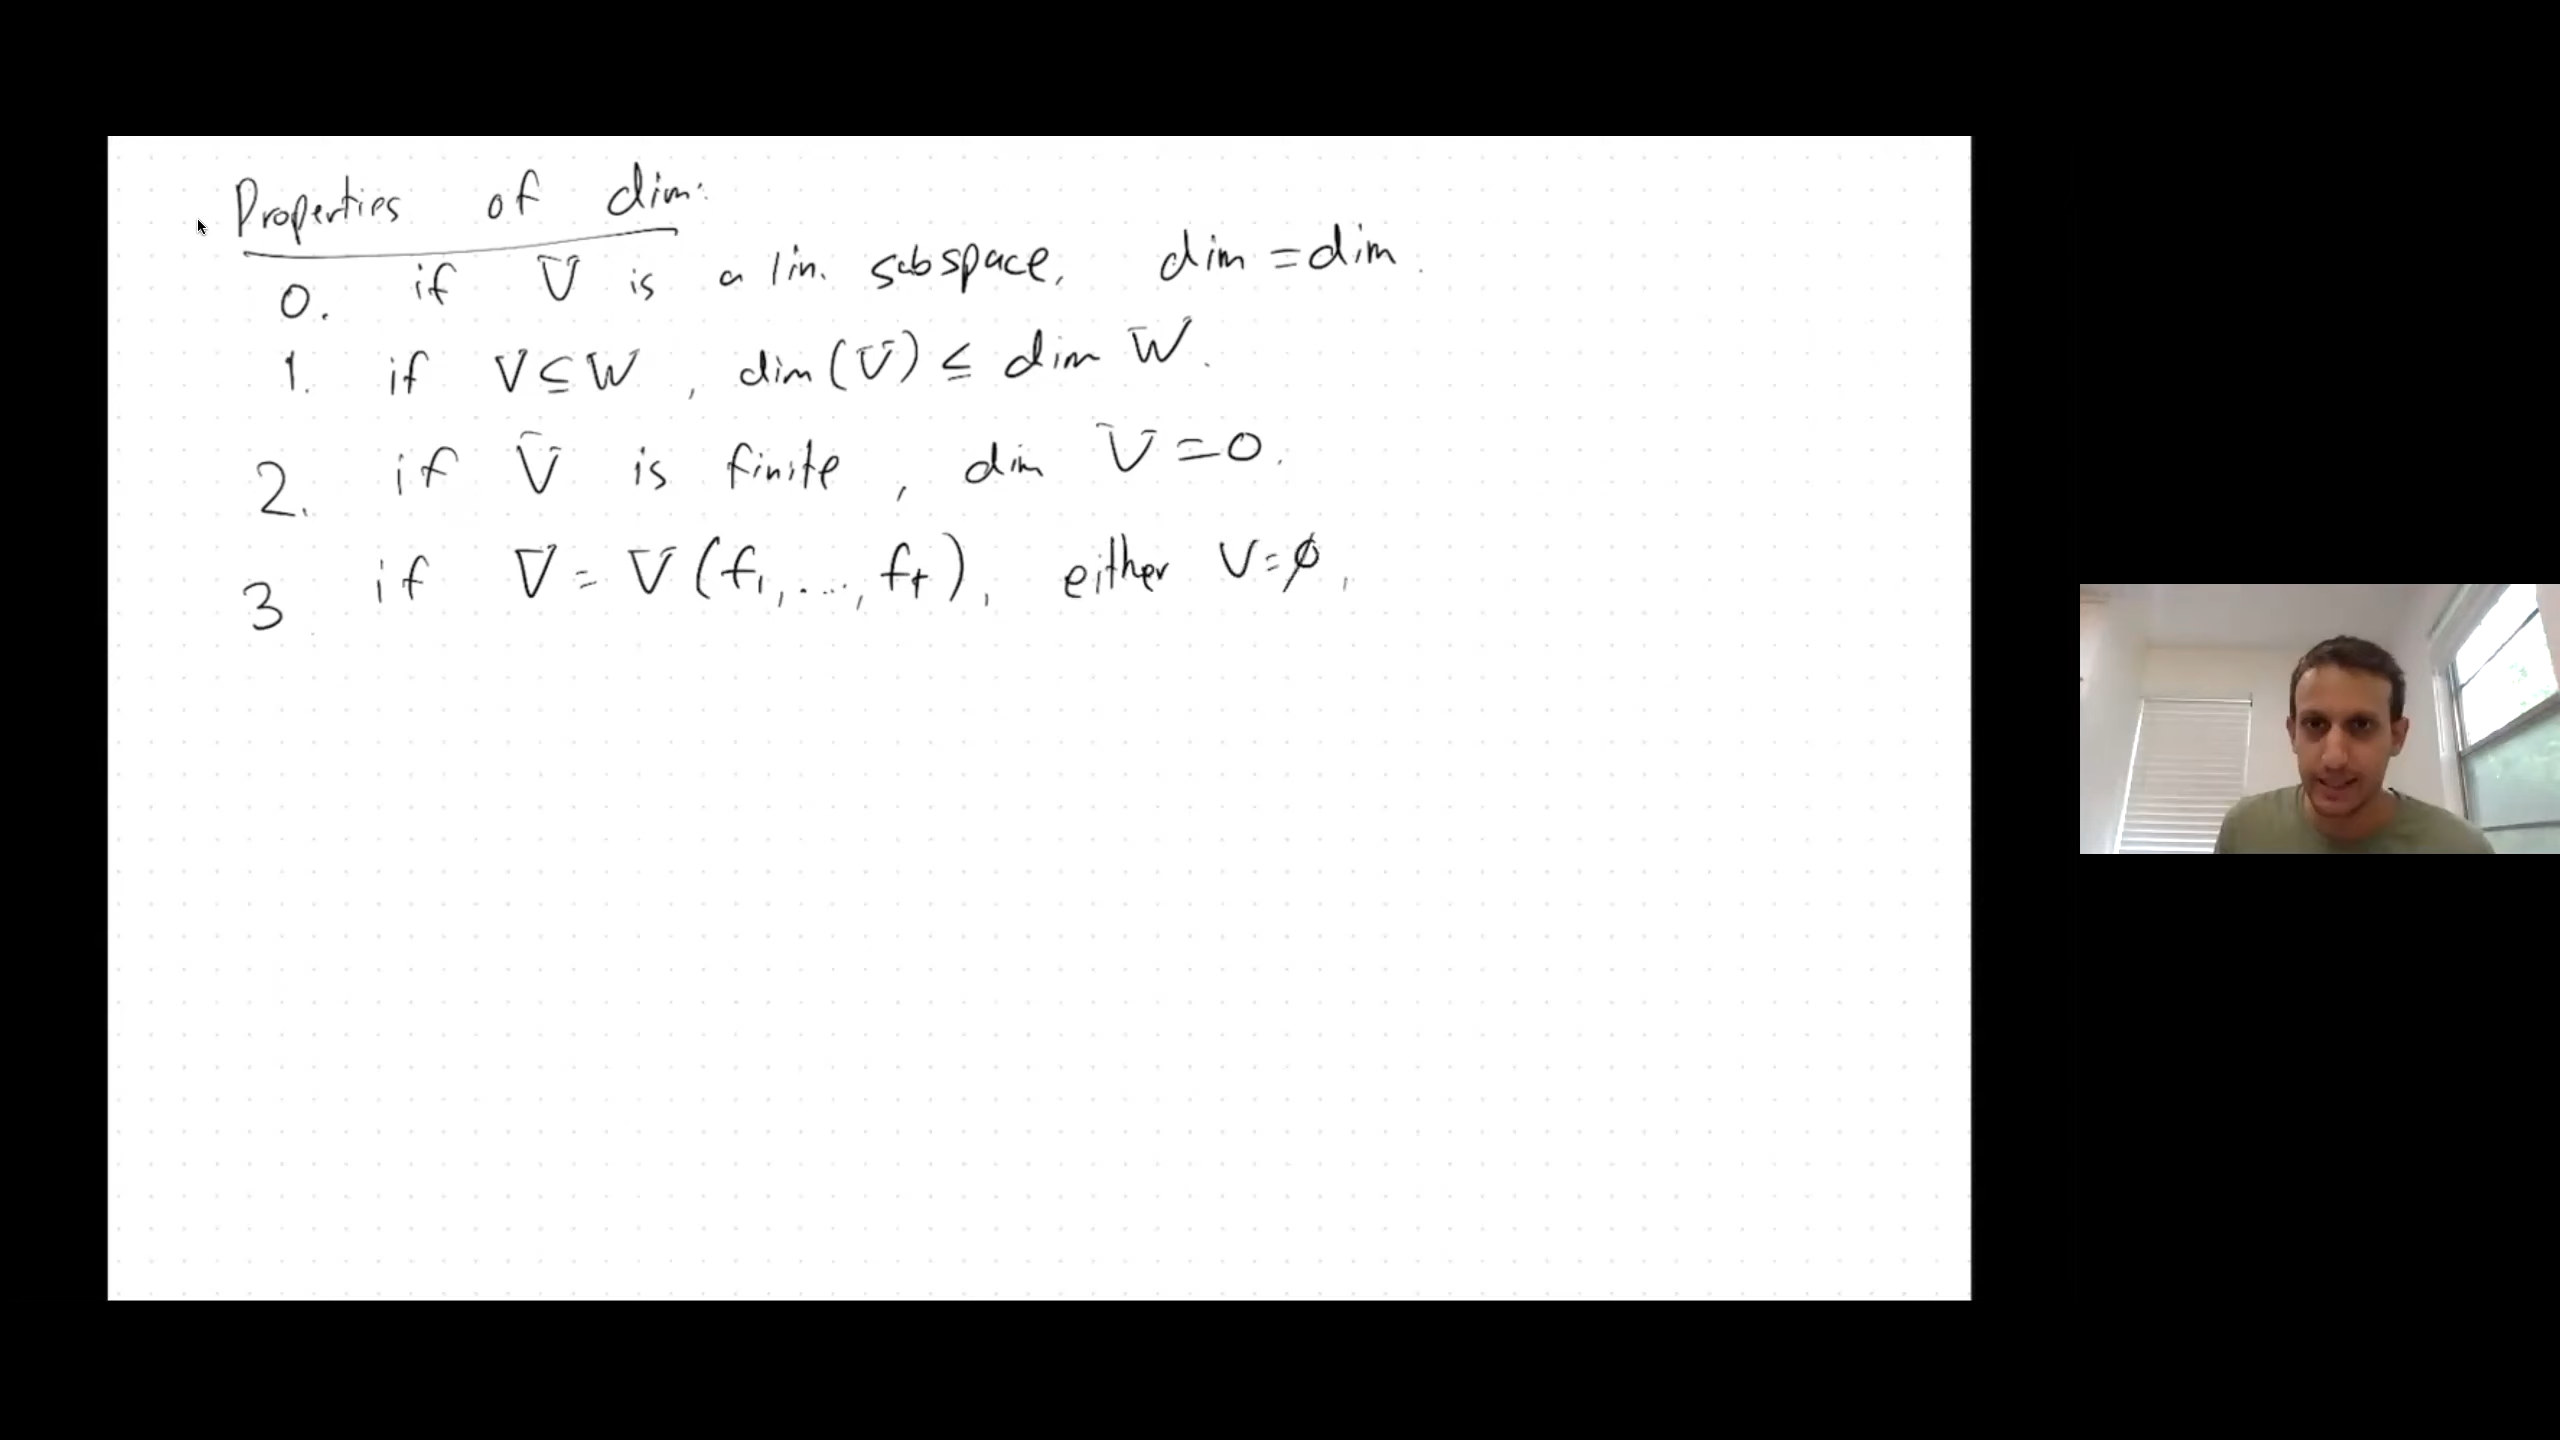 Properties of dim:
0. if V is a lin. subspace, dim = dim.
1. if V ⊆ W, dim(V) ≤ dim W.
2. if V is finite, dim V = 0.
3 if V = V(f₁, ..., fₜ), either V = ∅,